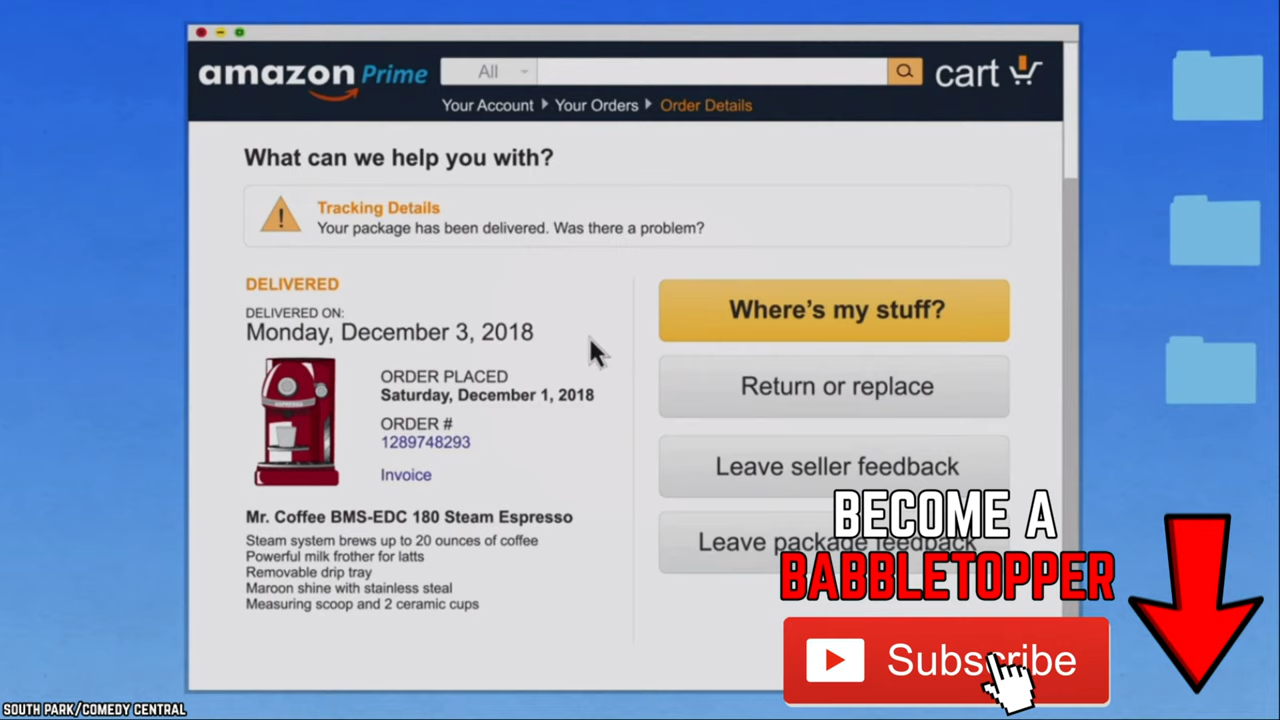 amazon Prime
All
cart
Your Account Your Orders Order Details
What can we help you with?
Tracking Details
Your package has been delivered. Was there a problem?
DELIVERED
DELIVERED ON:
Monday, December 3, 2018
ORDER PLACED
Saturday, December 1, 2018
ORDER #
1289748293
Invoice
Mr. Coffee BMS-EDC 180 Steam Espresso
Steam system brews up to 20 ounces of coffee
Powerful milk frother for latts
Removable drip tray
Maroon shine with stainless steal
Measuring scoop and 2 ceramic cups
Where's my stuff?
Return or replace
Leave seller feedback
Leave package feedback
BECOME A
BABBLETOPPER
Subscribe
SOUTH PARK/COMEDY CENTRAL